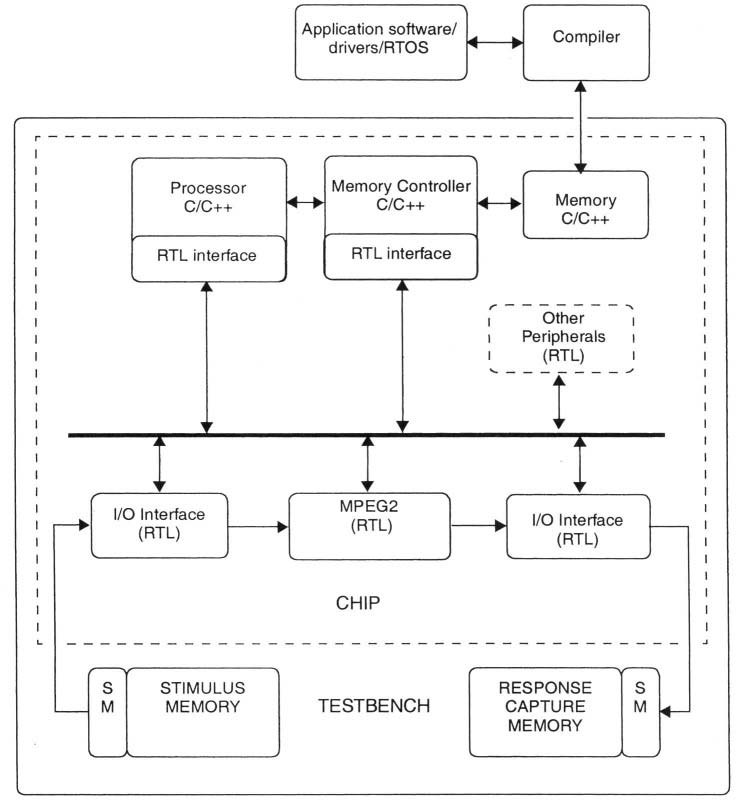 Application software/
drivers/RTOS
Compiler
Processor
C/C++
RTL interface
Memory Controller
C/C++
RTL interface
Memory
C/C++
Other
Peripherals
(RTL)
I/O Interface
(RTL)
MPEG2
(RTL)
I/O Interface
(RTL)
CHIP
S
M
STIMULUS
MEMORY
TESTBENCH
RESPONSE
CAPTURE
MEMORY
S
M